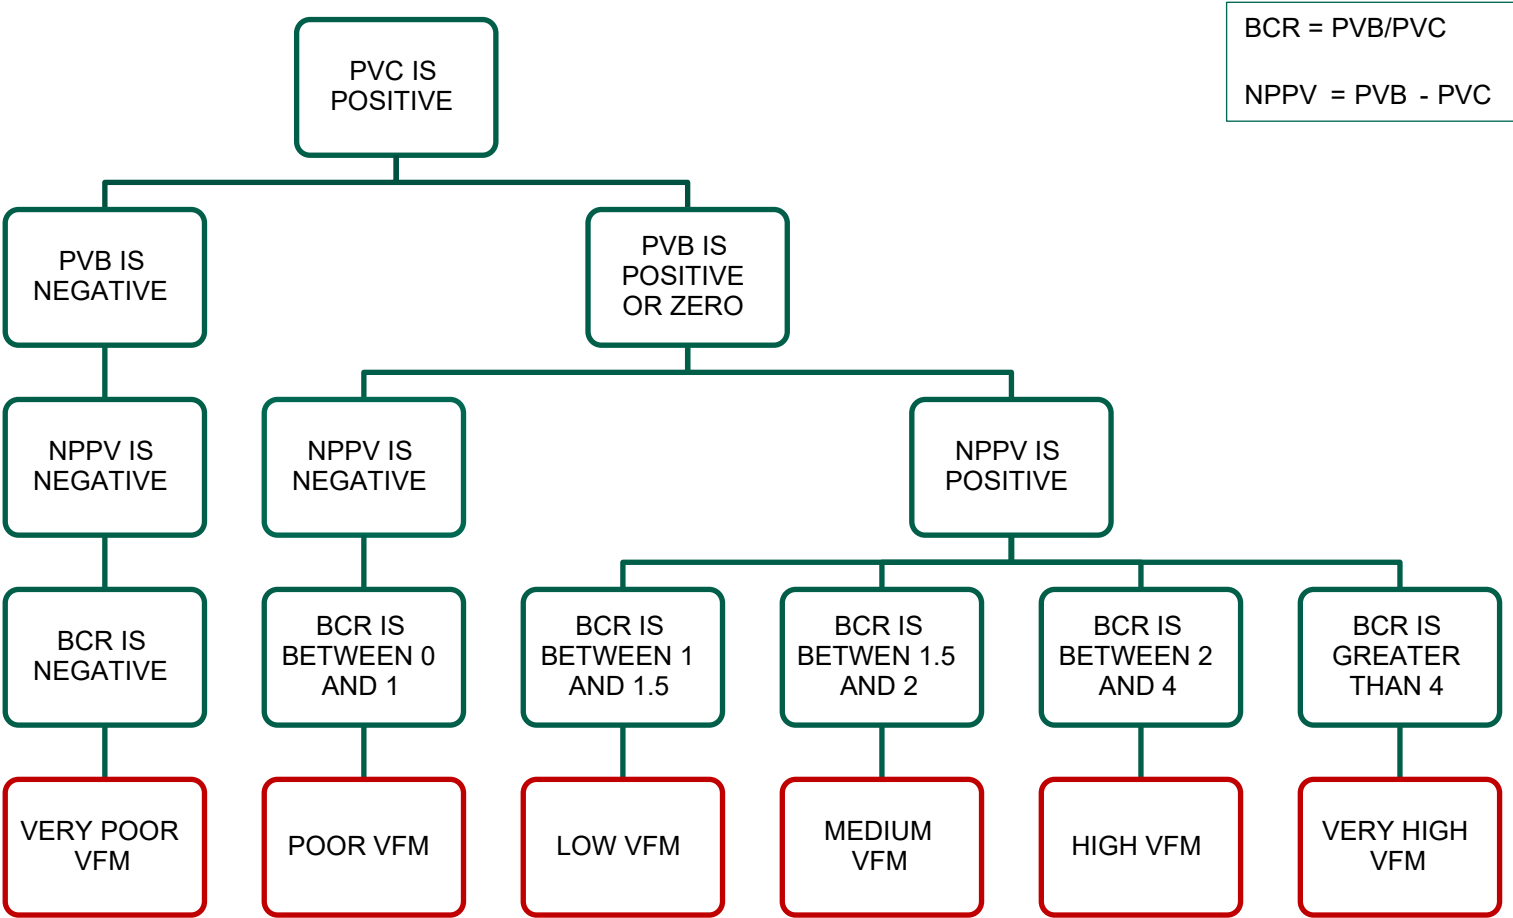 BCR = PVB/PVC
NPPV = PVB - PVC
PVC IS
POSITIVE
PVB IS
NEGATIVE
PVB IS
POSITIVE
OR ZERO
NPPV IS
NEGATIVE
NPPV IS
NEGATIVE
NPPV IS
POSITIVE
BCR IS
NEGATIVE
BCR IS
BETWEEN 0
AND 1
BCR IS
BETWEEN 1
AND 1.5
BCR IS
BETWEN 1.5
AND 2
BCR IS
BETWEEN 2
AND 4
BCR IS
GREATER
THAN 4
VERY POOR
VFM
POOR VFM
LOW VFM
MEDIUM
VFM
HIGH VFM
VERY HIGH
VFM